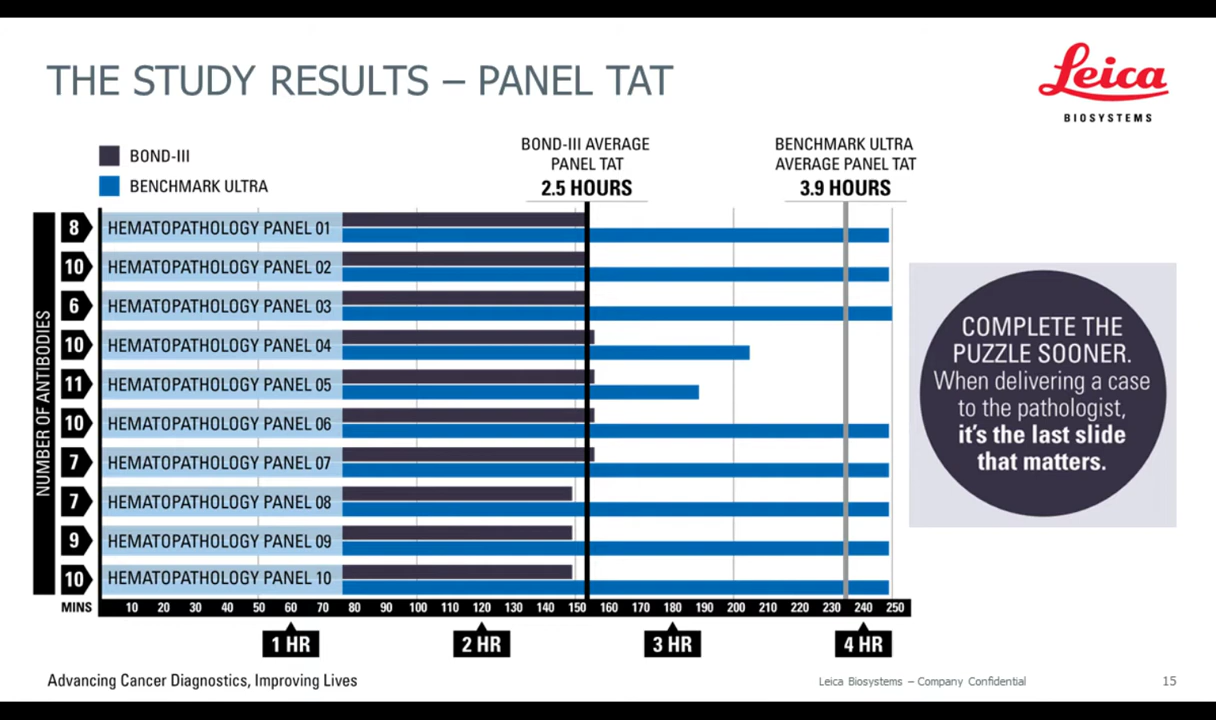 THE STUDY RESULTS – PANEL TAT
Leica
BIOSYSTEMS
BOND-III
BENCHMARK ULTRA
BOND-III AVERAGE
PANEL TAT
2.5 HOURS
BENCHMARK ULTRA
AVERAGE PANEL TAT
3.9 HOURS
NUMBER OF ANTIBODIES
8 HEMATOPATHOLOGY PANEL 01
10 HEMATOPATHOLOGY PANEL 02
6 HEMATOPATHOLOGY PANEL 03
10 HEMATOPATHOLOGY PANEL 04
11 HEMATOPATHOLOGY PANEL 05
10 HEMATOPATHOLOGY PANEL 06
7 HEMATOPATHOLOGY PANEL 07
7 HEMATOPATHOLOGY PANEL 08
9 HEMATOPATHOLOGY PANEL 09
10 HEMATOPATHOLOGY PANEL 10
MINS 10 20 30 40 50 60 70 80 90 100 110 120 130 140 150 160 170 180 190 200 210 220 230 240 250
1 HR 2 HR 3 HR 4 HR
COMPLETE THE
PUZZLE SOONER.
When delivering a case
to the pathologist,
it's the last slide
that matters.
Advancing Cancer Diagnostics, Improving Lives
Leica Biosystems – Company Confidential
15